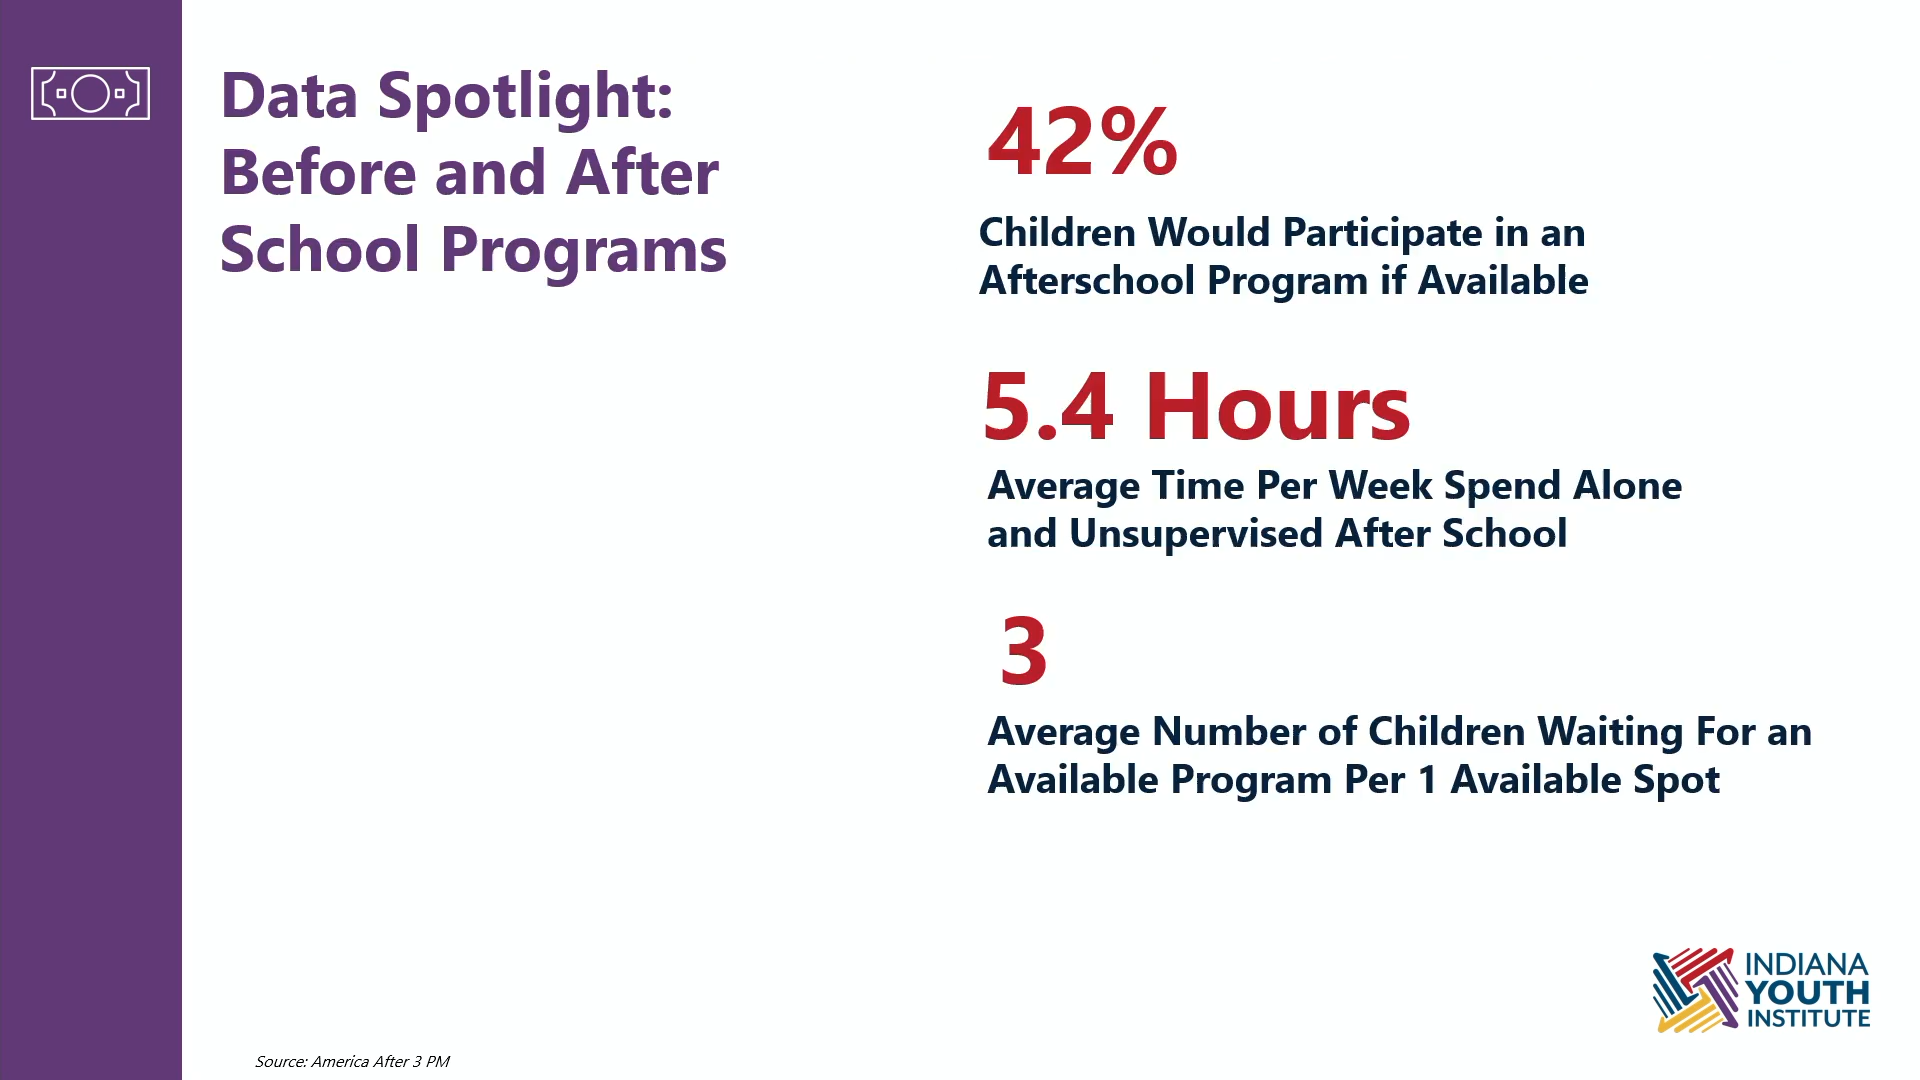 Data Spotlight:
Before and After
School Programs
42%
Children Would Participate in an
Afterschool Program if Available
5.4 Hours
Average Time Per Week Spend Alone
and Unsupervised After School
3
Average Number of Children Waiting For an
Available Program Per 1 Available Spot
INDIANA
YOUTH
INSTITUTE
Source: America After 3 PM